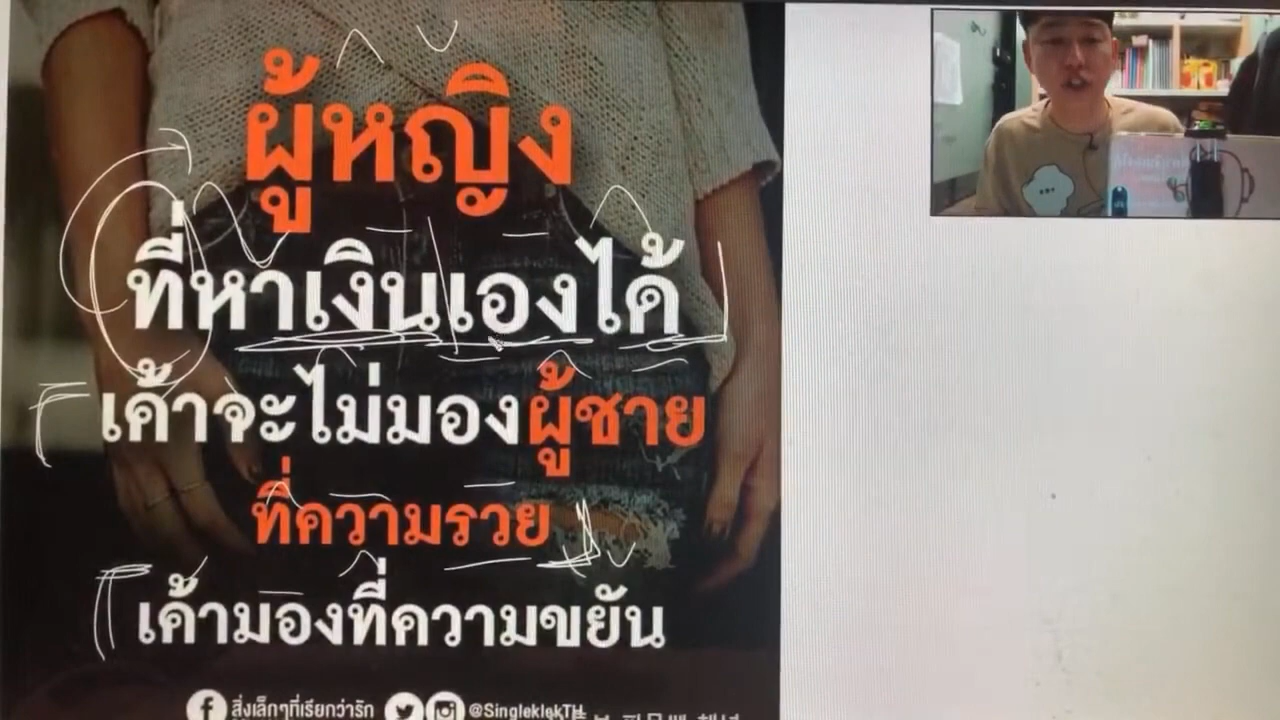 ผู้หญิง
ที่หาเงินเองได้
เค้าจะไม่มองผู้ชาย
ที่ความรวย
เค้ามองที่ความขยัน
สิ่งเล็กๆที่เรียกว่ารัก
@SingleklekTH